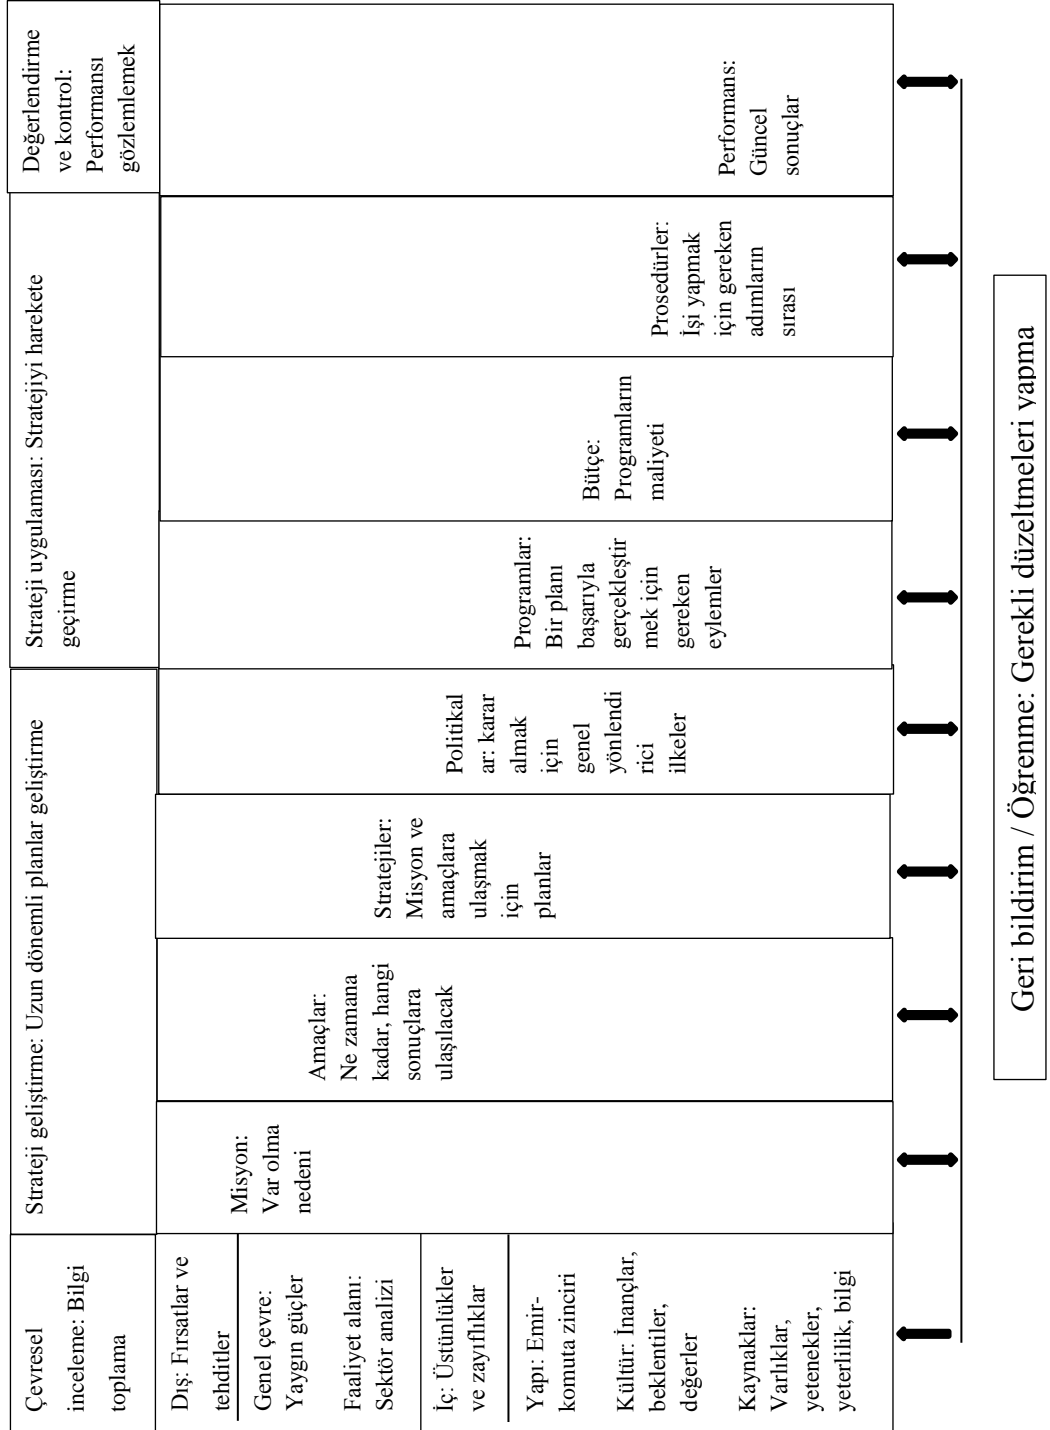 Çevresel
inceleme: Bilgi
toplama
Strateji geliştirme: Uzun dönemli planlar geliştirme
Strateji uygulaması: Stratejiyi harekete
geçirme
Değerlendirme
ve kontrol:
Performansı
gözlemlemek
Dış: Fırsatlar ve
tehditler
Genel çevre:
Yaygın güçler
Faaliyet alanı:
Sektör analizi
İç: Üstünlükler
ve zayıflıklar
Yapı: Emir-
komuta zinciri
Kültür: İnançlar,
beklentiler,
değerler
Kaynaklar:
Varlıklar,
yetenekler,
yeterlilik, bilgi
Misyon:
Var olma
nedeni
Amaçlar:
Ne zamana
kadar, hangi
sonuçlara
ulaşılacak
Stratejiler:
Misyon ve
amaçlara
ulaşmak
için
planlar
Politikal
ar: karar
almak
için
genel
yönlendi
rici
ilkeler
Programlar:
Bir planı
başarıyla
gerçekleştir
mek için
gereken
eylemler
Bütçe:
Programların
maliyeti
Prosedürler:
İşi yapmak
için gereken
adımların
sırası
Performans:
Güncel
sonuçlar
Geri bildirim / Öğrenme: Gerekli düzeltmeleri yapma